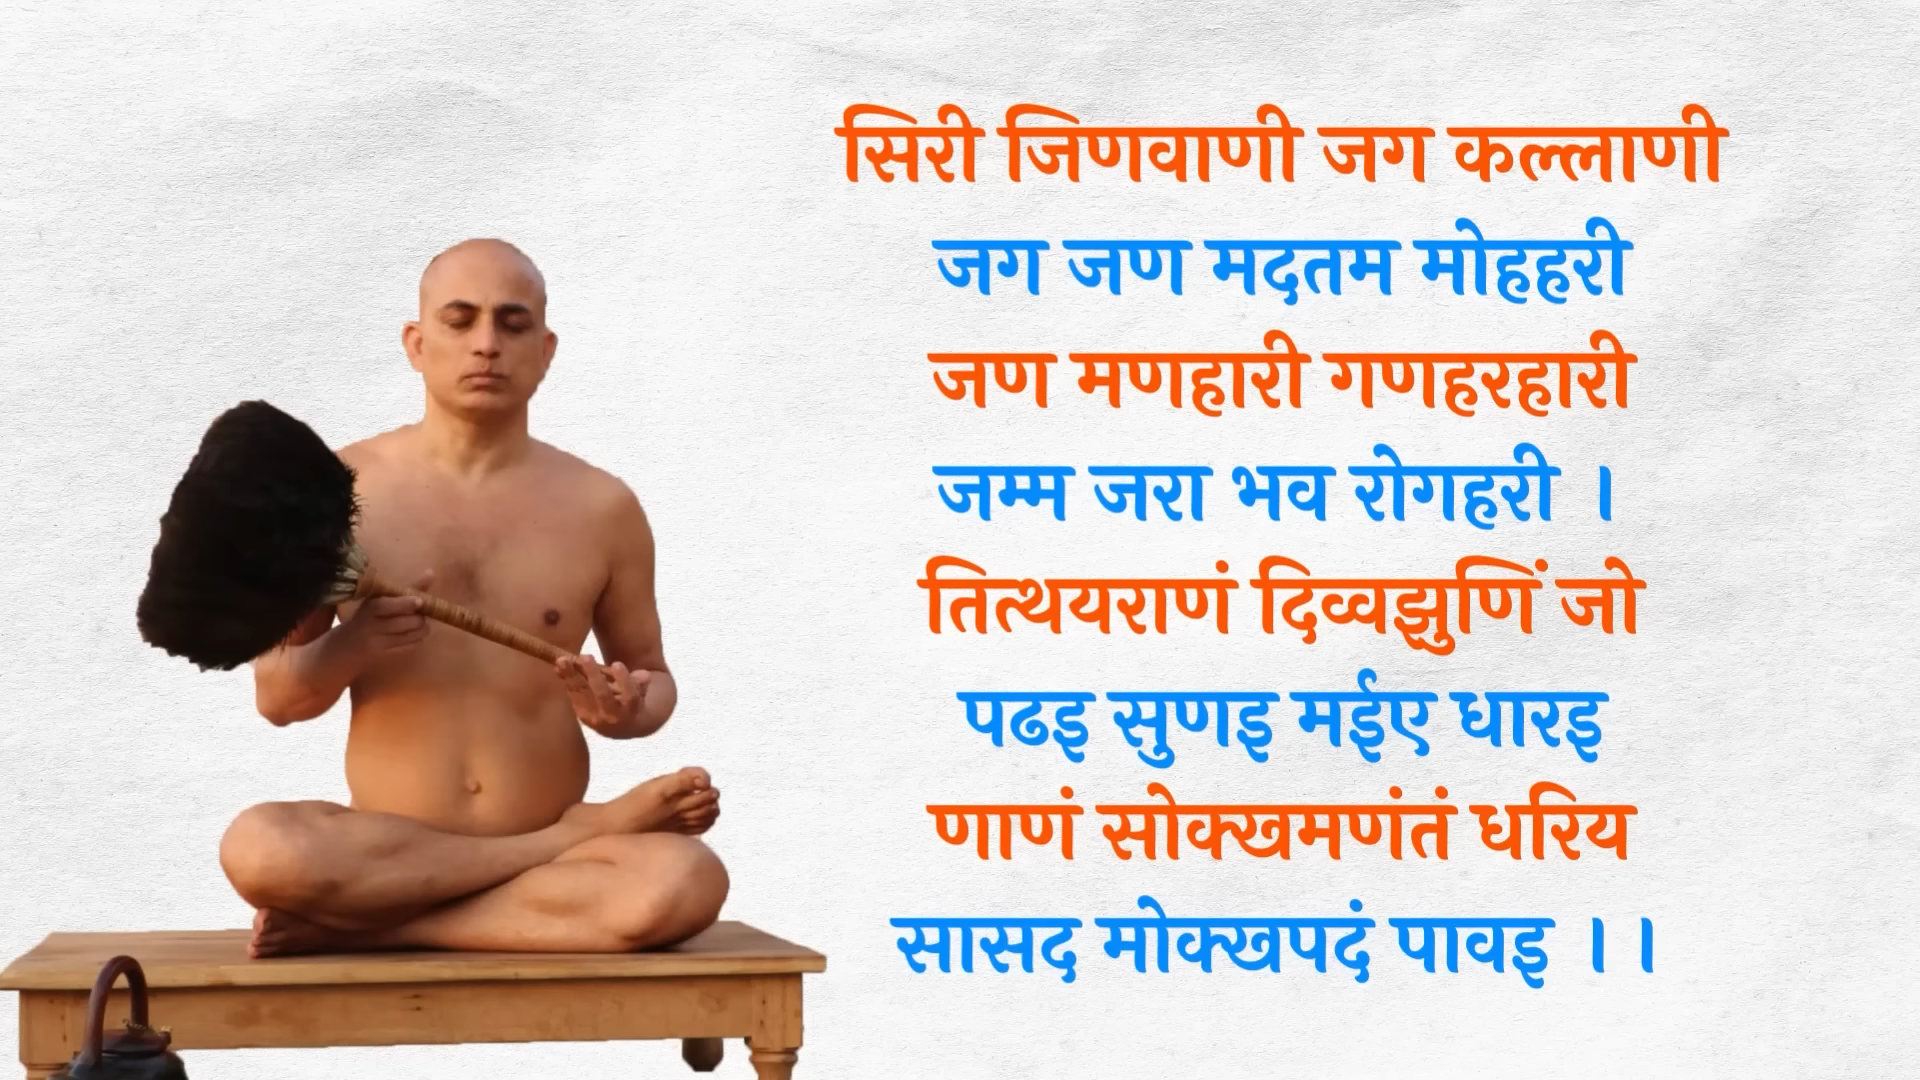 सिरी जिणवाणी जग कल्लाणी
जग जण मदतम मोहहरी
जण मणहारी गणहरहारी
जम्म जरा भव रोगहरी ।
तित्थयराणं दिव्वझुणिं जो
पढइ सुणइ मईए धारइ
णाणं सोक्खमणंतं धरिय
सासद मोक्खपदं पावइ ।।